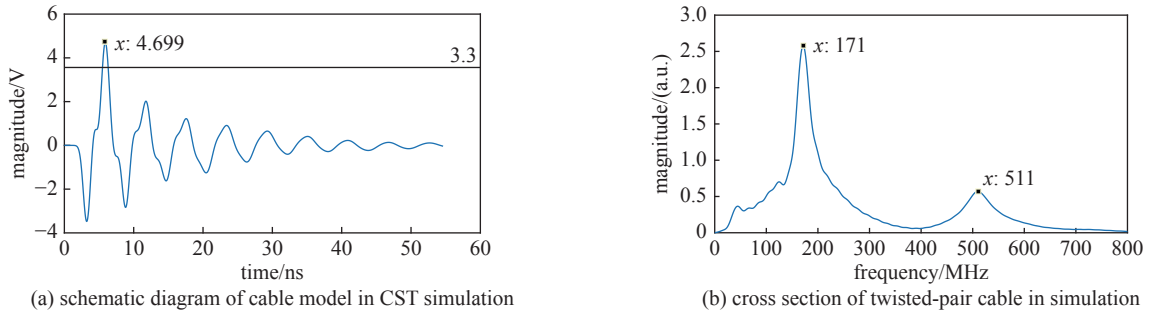 6
4
2
0
−2
−4
magnitude/V
x: 4.699
3.3
0 10 20 30 40 50 60
time/ns
(a) schematic diagram of cable model in CST simulation
3.0
2.5
2.0
1.5
1.0
0.5
0
magnitude/(a.u.)
x: 171
x: 511
0 100 200 300 400 500 600 700 800
frequency/MHz
(b) cross section of twisted-pair cable in simulation